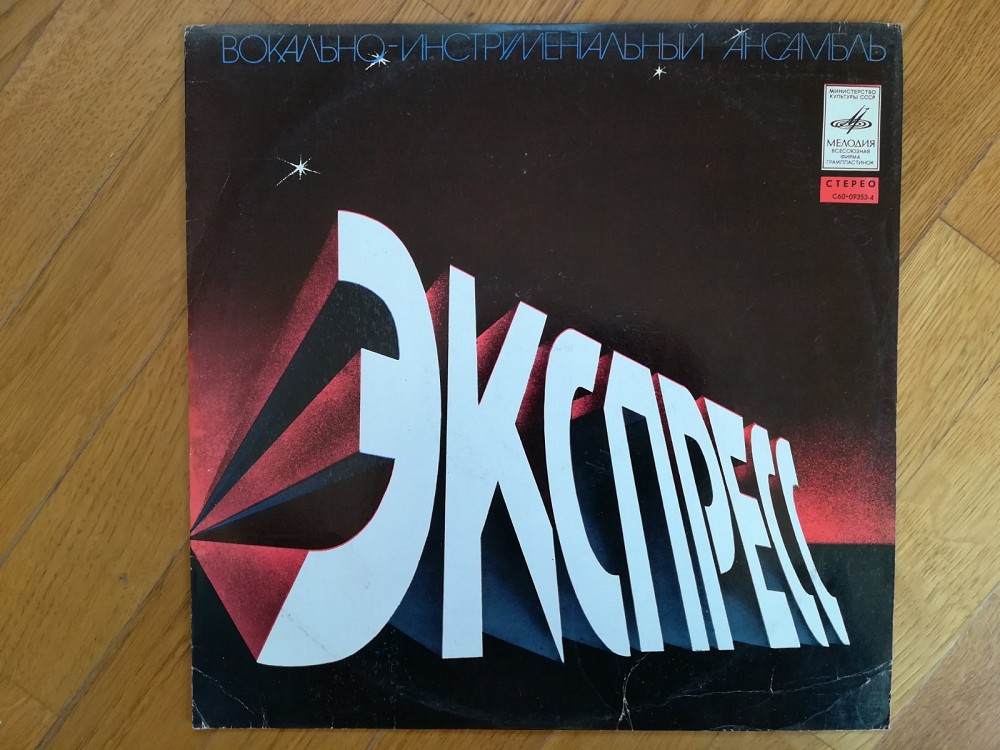 ВОКАЛЬНО-ИНСТРУМЕНТАЛЬНЫЙ АНСАМБЛЬ
МИНИСТЕРСТВО
КУЛЬТУРЫ СССР
МЕЛОДИЯ
ВСЕСОЮЗНАЯ
ФИРМА
ГРАМПЛАСТИНОК
СТЕРЕО
С60-09353-4
ЭКСПРЕСС